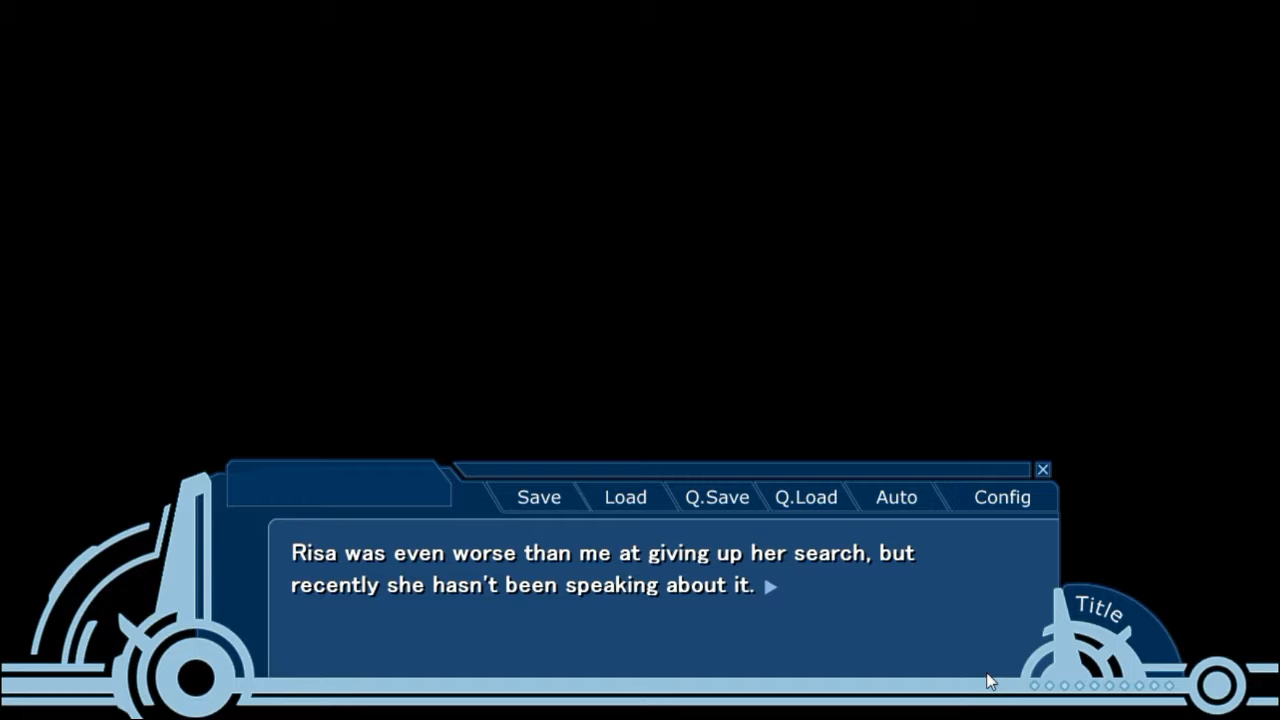 Save Load Q.Save Q.Load Auto Config
Risa was even worse than me at giving up her search, but
recently she hasn't been speaking about it.
Title